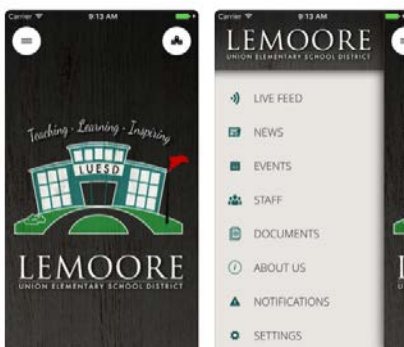 Carrier 9:13 AM
Teaching - Learning - Inspiring
LUESD
LEMOORE
UNION ELEMENTARY SCHOOL DISTRICT
Carrier 9:13 AM
LEMOORE
UNION ELEMENTARY SCHOOL DISTRICT
LIVE FEED
NEWS
EVENTS
STAFF
DOCUMENTS
ABOUT US
NOTIFICATIONS
SETTINGS